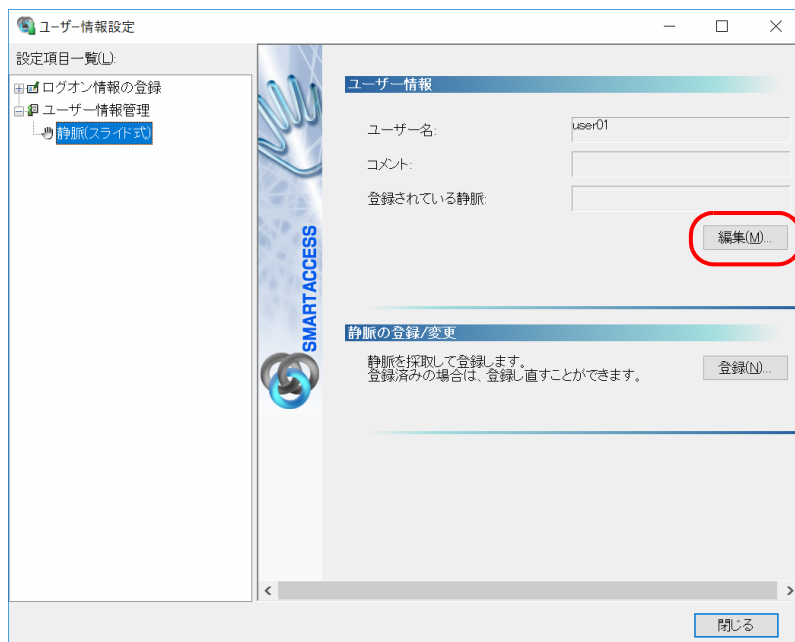 ユーザー情報設定
設定項目一覧(L):
ログオン情報の登録
ユーザー情報管理
静脈(スライド式)
SMARTACCESS
ユーザー情報
ユーザー名:
user01
コメント:
登録されている静脈:
編集(M)...
静脈の登録/変更
静脈を採取して登録します。
登録済みの場合は、登録し直すことができます。
登録(N)...
閉じる